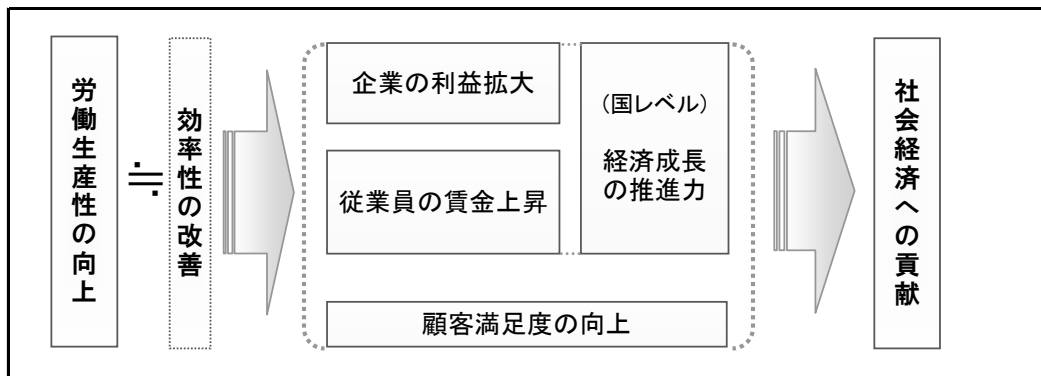 労働生産性の向上
≒
効率性の改善
企業の利益拡大
従業員の賃金上昇
（国レベル）
経済成長
の推進力
顧客満足度の向上
社会経済への貢献